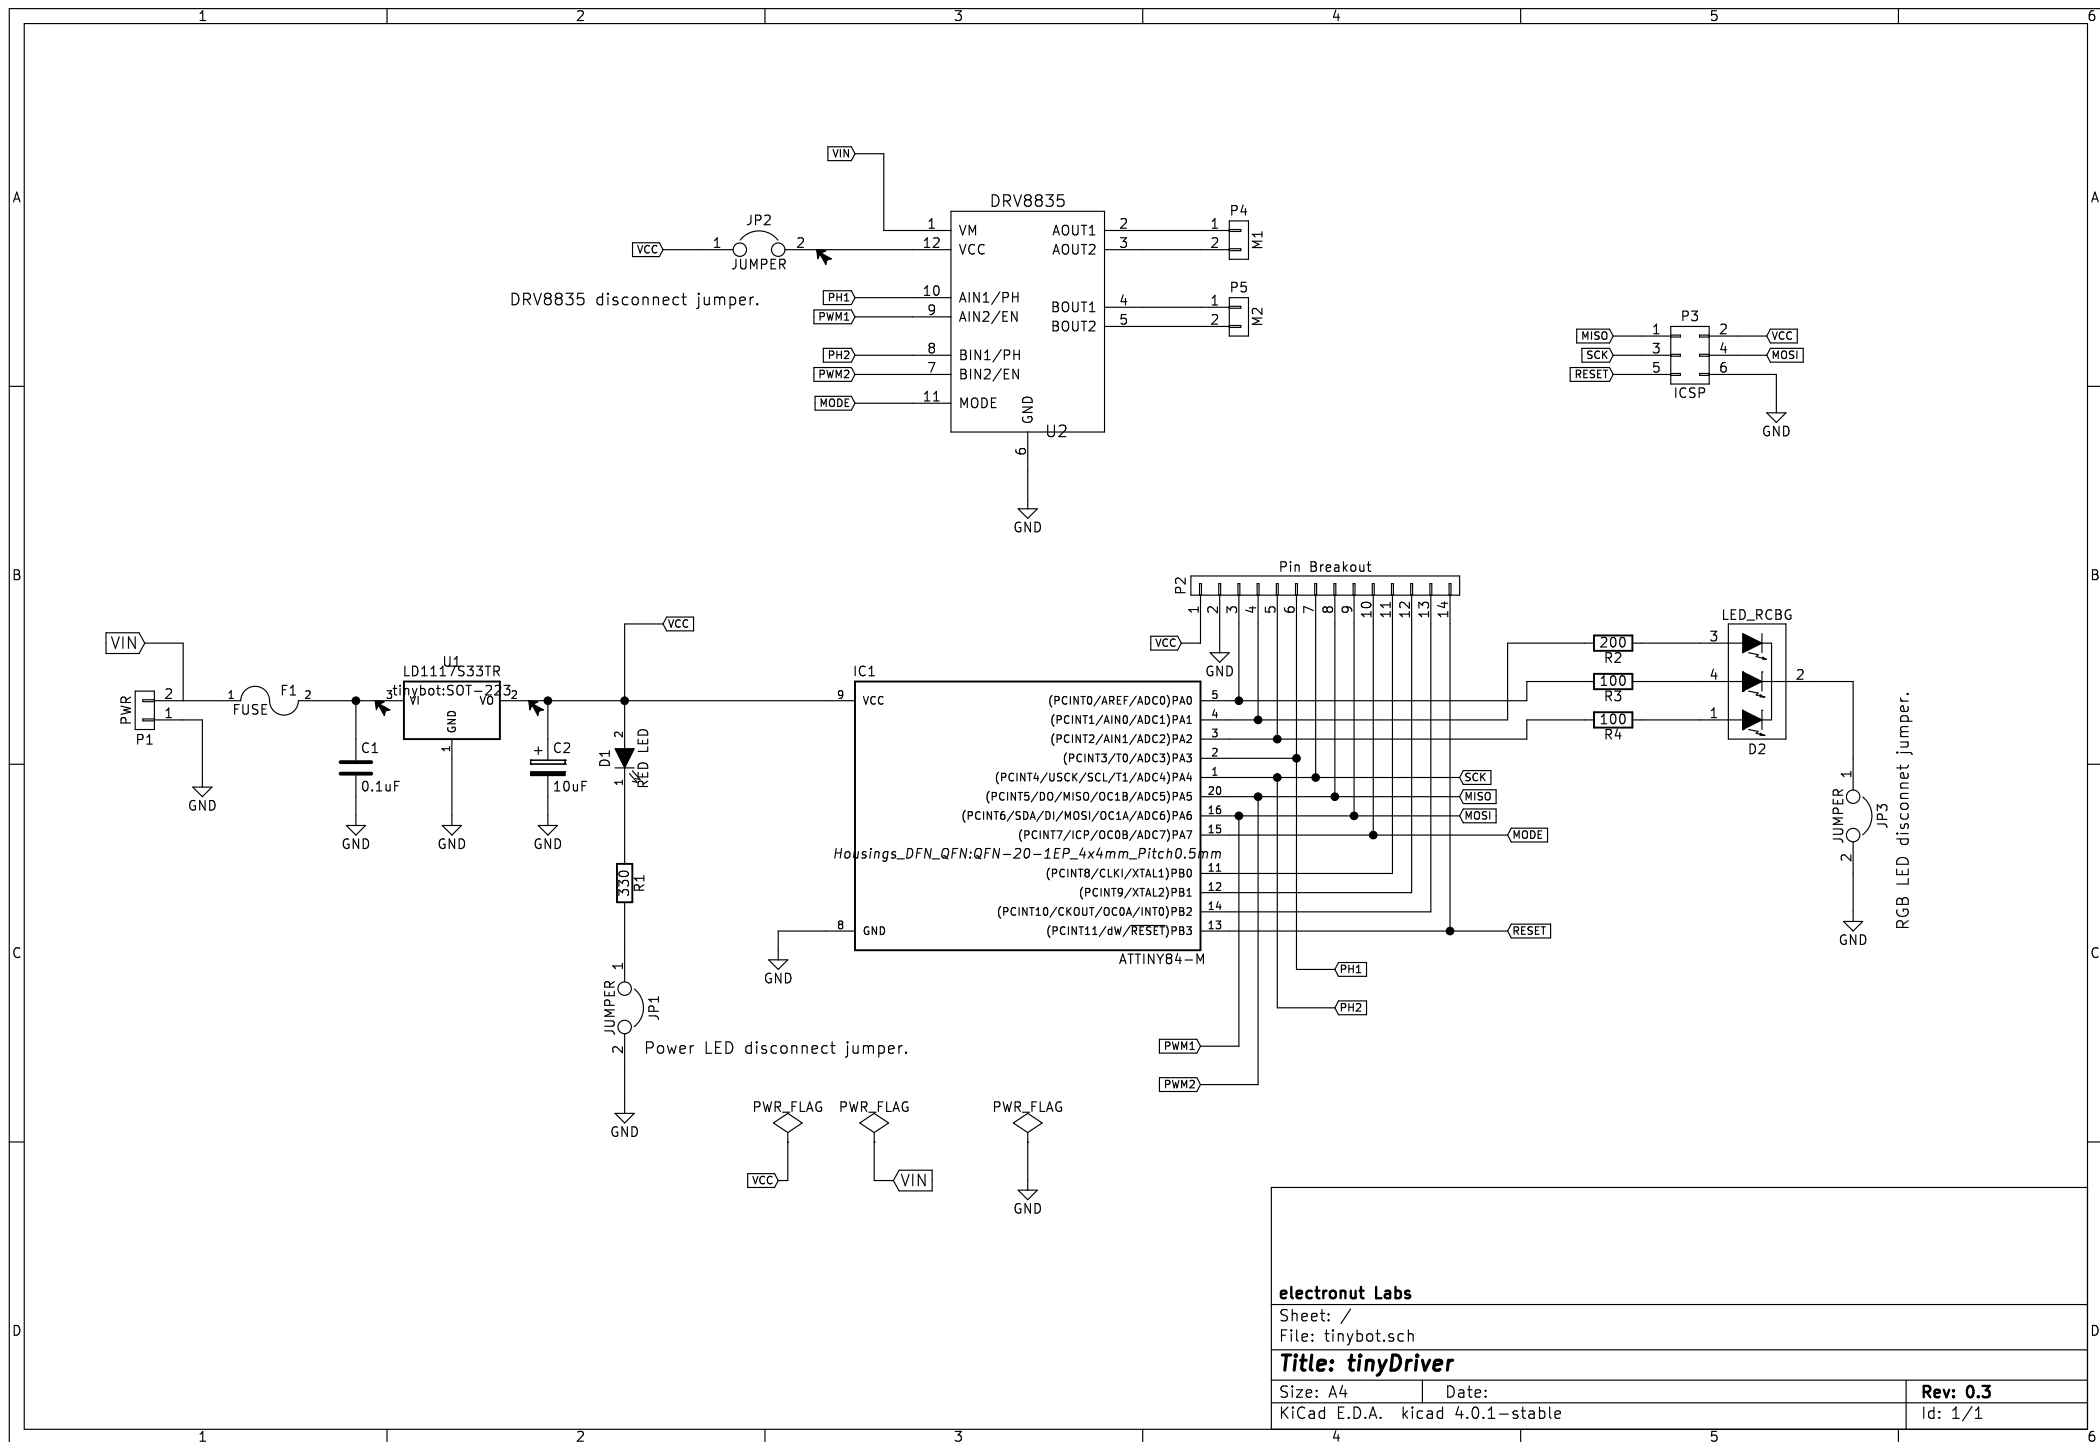 1 2 3 4 5 6
A A
B B
C C
D D
1 2 3 4 5 6
VIN
DRV8835
JP2
VCC 1 2
JUMPER
DRV8835 disconnect jumper.
1 VM
12 VCC
PH1 10 AIN1/PH
PWM1 9 AIN2/EN
PH2 8 BIN1/PH
PWM2 7 BIN2/EN
MODE 11 MODE
AOUT1 2
AOUT2 3
BOUT1 4
BOUT2 5
GND
U2
6
GND
P4
1
2
M1
P5
1
2
M2
P3
MISO 1 2 VCC
SCK 3 4 MOSI
RESET 5 6
ICSP
GND
VIN
PWR
2
1
P1
GND
1 F1 2
FUSE
C1
0.1uF
GND
U1
LD1117S33TR
tinybot:SOT-223
3 VI VO 2
GND
1
GND
+ C2
10uF
GND
VCC
2
D1
RED LED
1
330
R1
1
JUMPER
JP1
2
Power LED disconnect jumper.
GND
IC1
9 VCC
8 GND
GND
(PCINT0/AREF/ADC0)PA0 5
(PCINT1/AIN0/ADC1)PA1 4
(PCINT2/AIN1/ADC2)PA2 3
(PCINT3/T0/ADC3)PA3 2
(PCINT4/USCK/SCL/T1/ADC4)PA4 1
(PCINT5/DO/MISO/OC1B/ADC5)PA5 20
(PCINT6/SDA/DI/MOSI/OC1A/ADC6)PA6 16
(PCINT7/ICP/OC0B/ADC7)PA7 15
Housings_DFN_QFN:QFN-20-1EP_4x4mm_Pitch0.5mm
(PCINT8/CLKI/XTAL1)PB0 11
(PCINT9/XTAL2)PB1 12
(PCINT10/CKOUT/OC0A/INT0)PB2 14
(PCINT11/dW/RESET)PB3 13
ATTINY84-M
Pin Breakout
P2
1 2 3 4 5 6 7 8 9 10 11 12 13 14
VCC
GND
SCK
MISO
MOSI
MODE
RESET
PH1
PH2
PWM1
PWM2
200
R2
100
R3
100
R4
LED_RCBG
3
4
1
2
D2
1
JUMPER
JP3
2
RGB LED disconnet jumper.
GND
PWR_FLAG PWR_FLAG PWR_FLAG
VCC VIN
GND
electronut Labs
Sheet: /
File: tinybot.sch
Title: tinyDriver
Size: A4 Date: Rev: 0.3
KiCad E.D.A. kicad 4.0.1-stable Id: 1/1